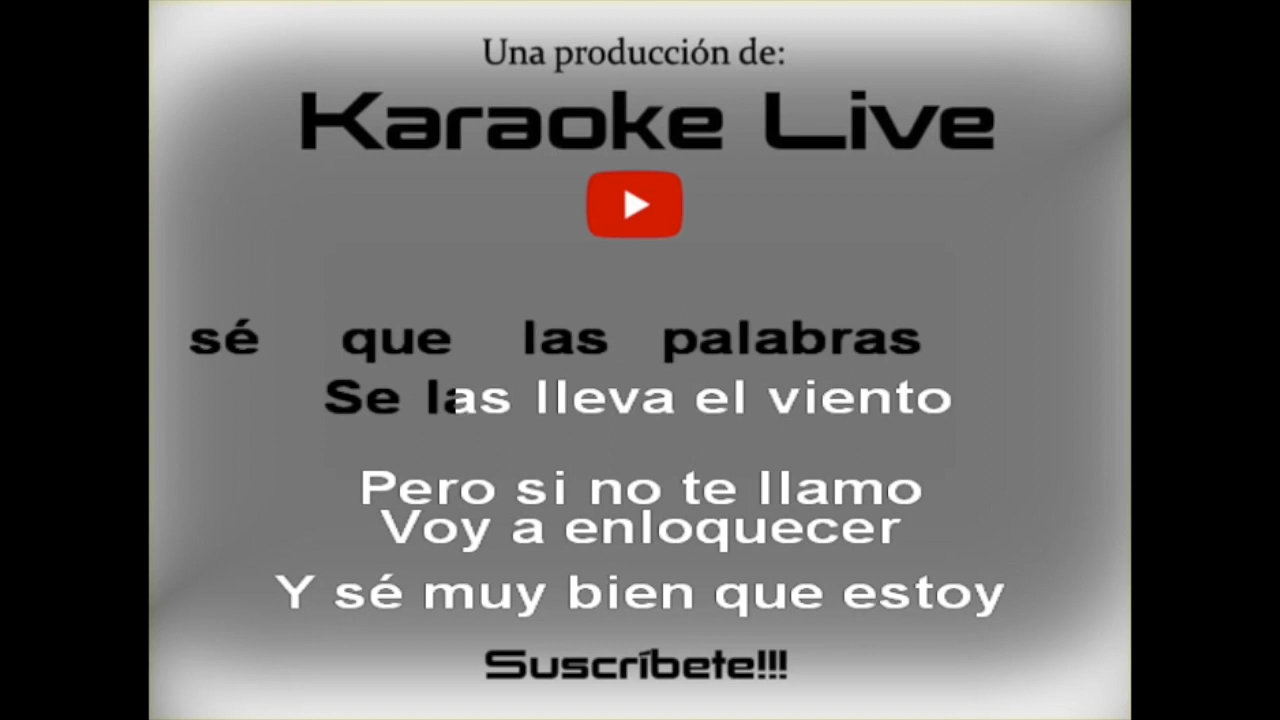 Una producción de:
Karaoke Live
sé que las palabras
Se las lleva el viento
Pero si no te llamo
Voy a enloquecer
Y sé muy bien que estoy
Suscríbete!!!